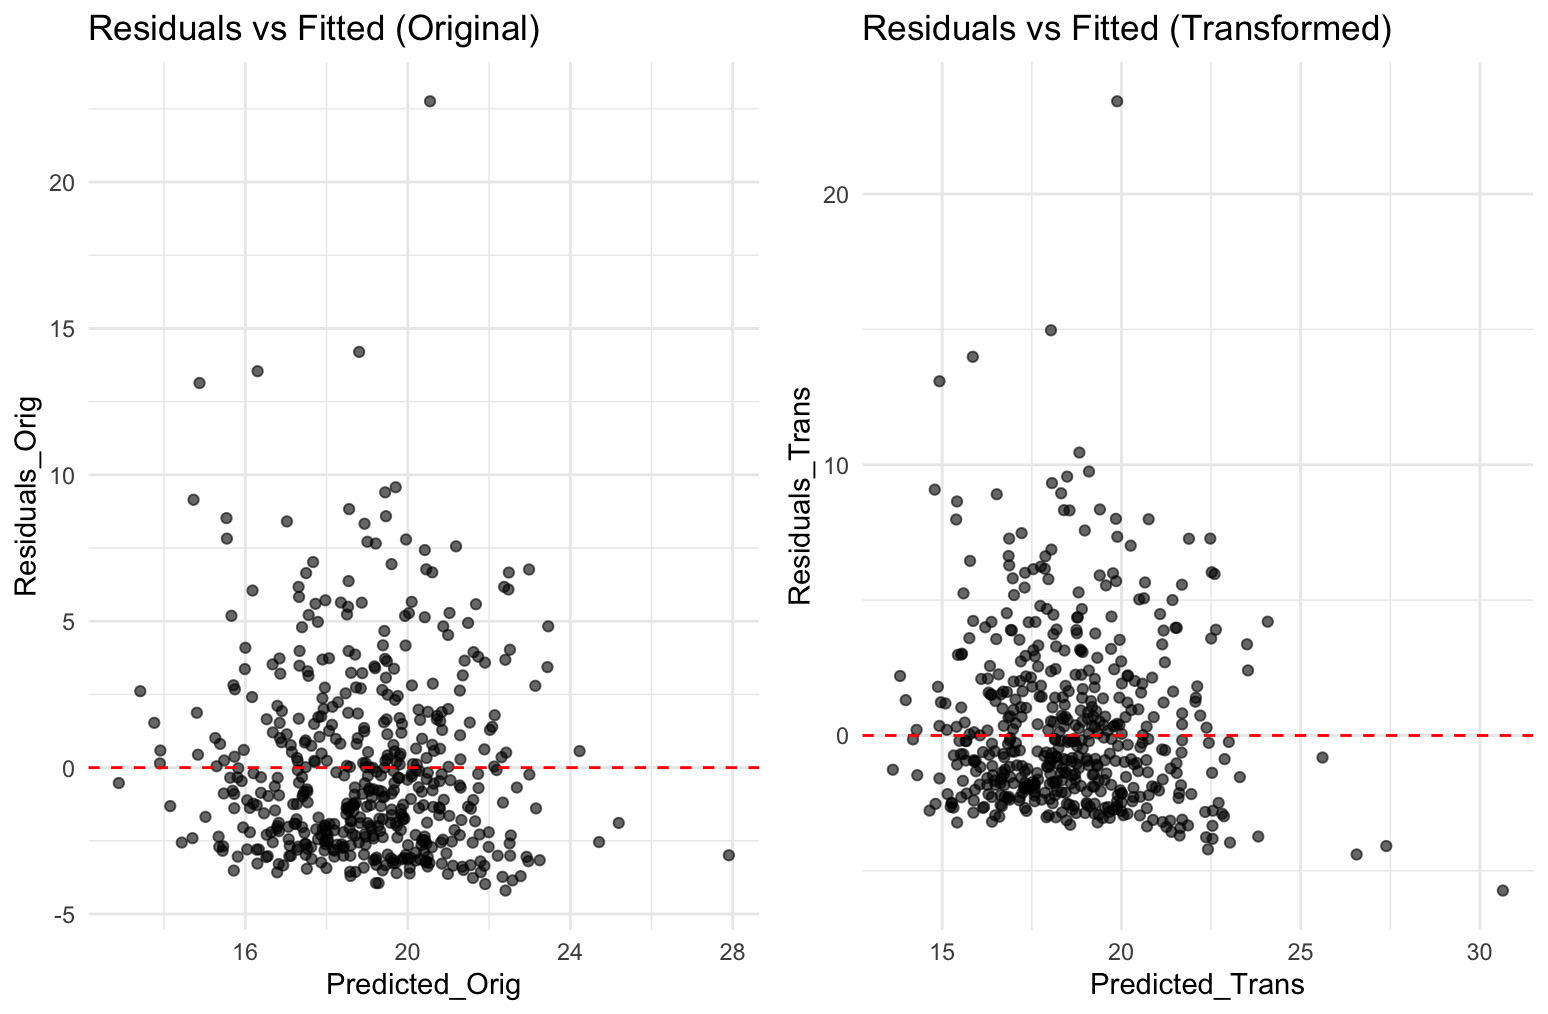 Residuals vs Fitted (Original)
Residuals_Orig
20
15
10
5
0
-5
16 20 24 28
Predicted_Orig
Residuals vs Fitted (Transformed)
Residuals_Trans
20
10
0
15 20 25 30
Predicted_Trans